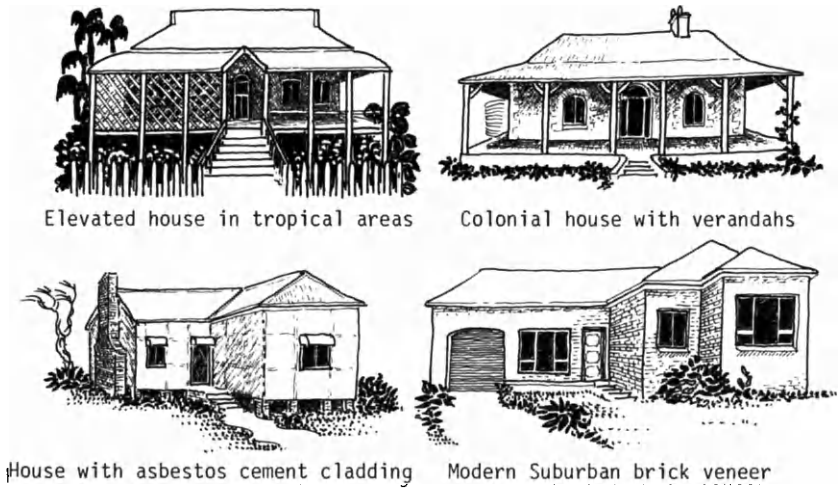 Elevated house in tropical areas
Colonial house with verandahs
House with asbestos cement cladding
Modern Suburban brick veneer